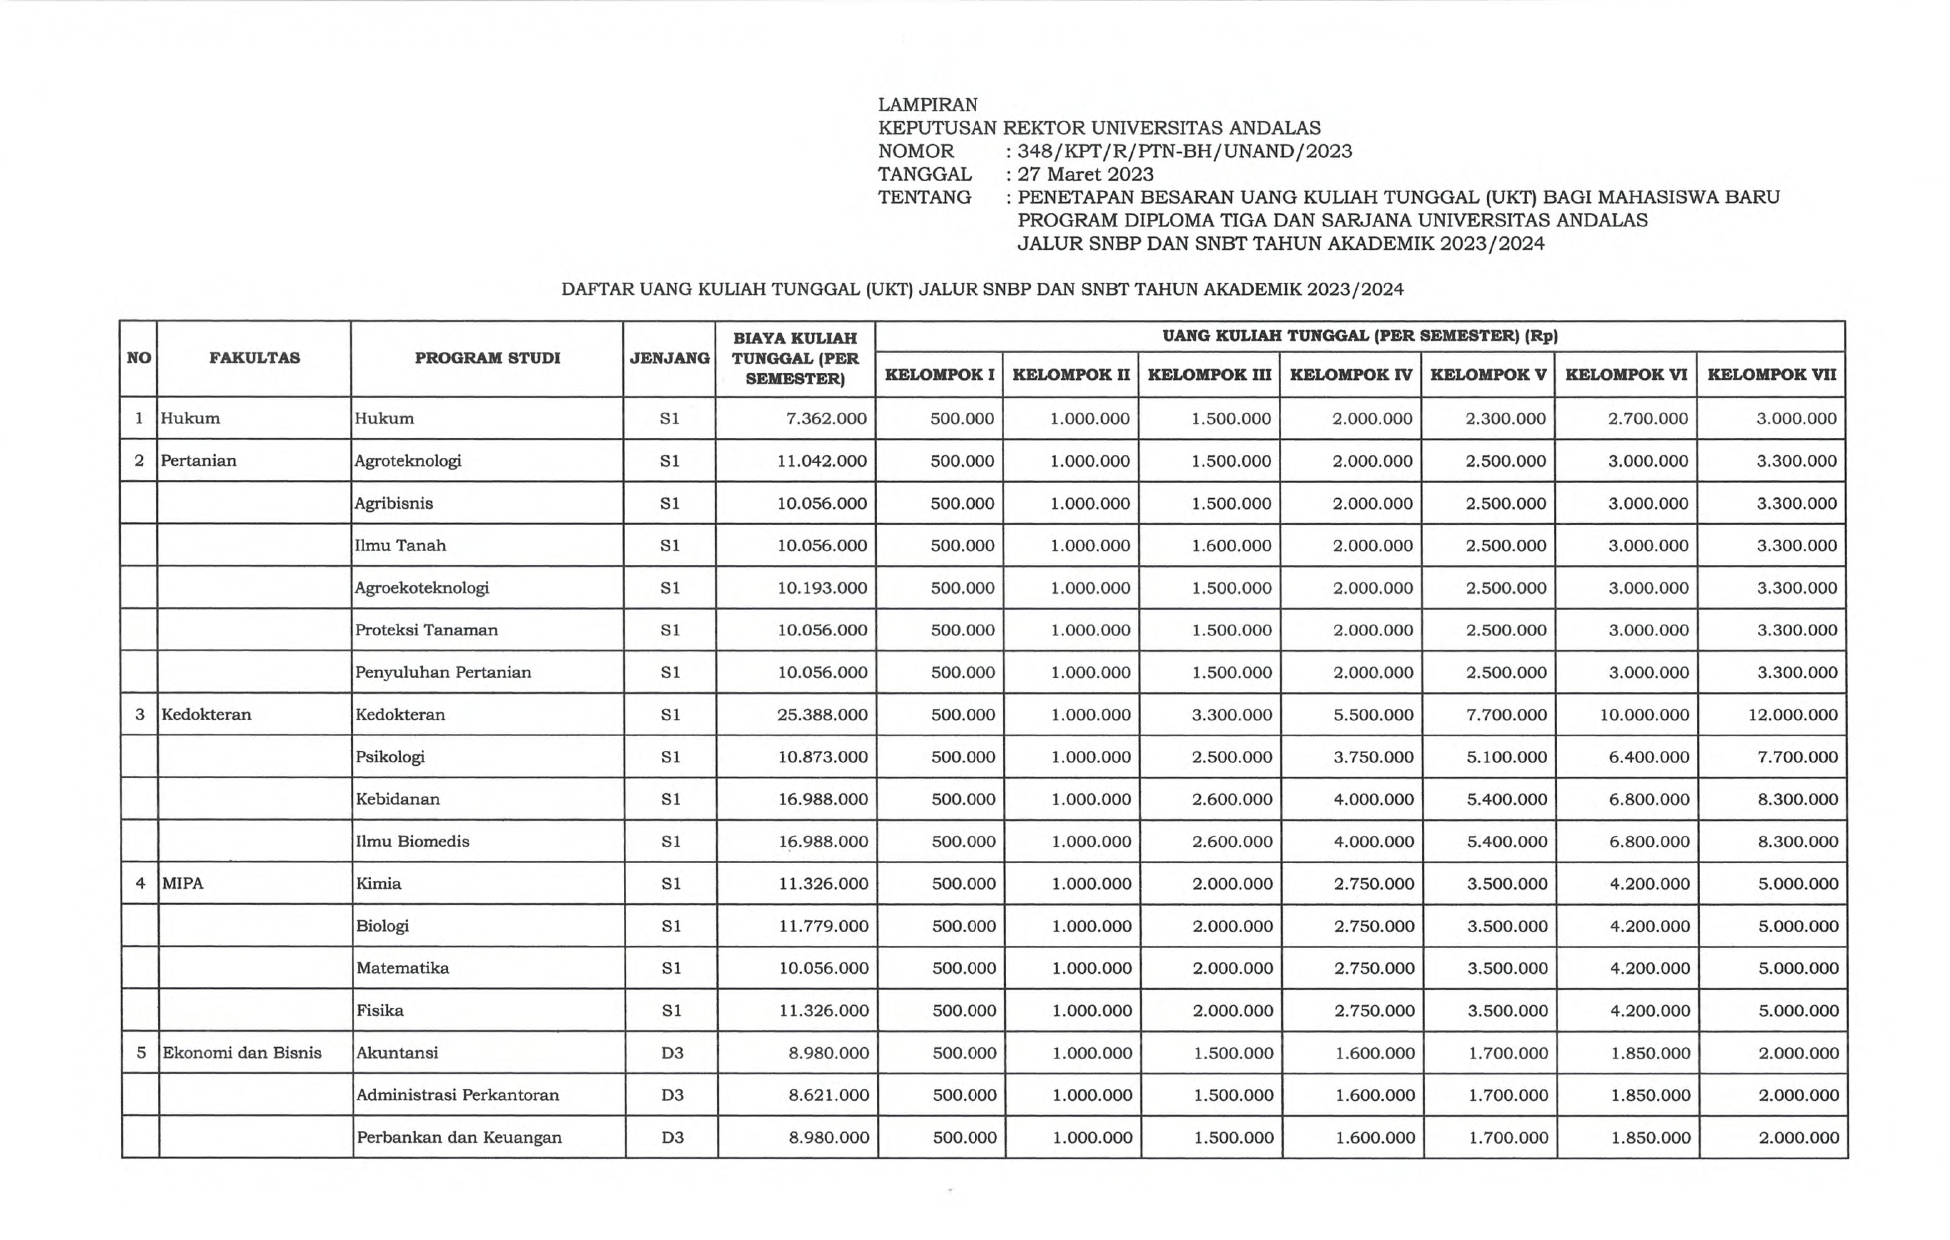 LAMPIRAN
KEPUTUSAN REKTOR UNIVERSITAS ANDALAS
NOMOR : 348/KPT/R/PTN-BH/UNAND/2023
TANGGAL : 27 Maret 2023
TENTANG : PENETAPAN BESARAN UANG KULIAH TUNGGAL (UKT) BAGI MAHASISWA BARU
PROGRAM DIPLOMA TIGA DAN SARJANA UNIVERSITAS ANDALAS
JALUR SNBP DAN SNBT TAHUN AKADEMIK 2023/2024
DAFTAR UANG KULIAH TUNGGAL (UKT) JALUR SNBP DAN SNBT TAHUN AKADEMIK 2023/2024
NO FAKULTAS PROGRAM STUDI JENJANG BIAYA KULIAH TUNGGAL (PER SEMESTER) UANG KULIAH TUNGGAL (PER SEMESTER) (Rp)
KELOMPOK I KELOMPOK II KELOMPOK III KELOMPOK IV KELOMPOK V KELOMPOK VI KELOMPOK VII
1 Hukum Hukum S1 7.362.000 500.000 1.000.000 1.500.000 2.000.000 2.300.000 2.700.000 3.000.000
2 Pertanian Agroteknologi S1 11.042.000 500.000 1.000.000 1.500.000 2.000.000 2.500.000 3.000.000 3.300.000
Agribisnis S1 10.056.000 500.000 1.000.000 1.500.000 2.000.000 2.500.000 3.000.000 3.300.000
Ilmu Tanah S1 10.056.000 500.000 1.000.000 1.600.000 2.000.000 2.500.000 3.000.000 3.300.000
Agroekoteknologi S1 10.193.000 500.000 1.000.000 1.500.000 2.000.000 2.500.000 3.000.000 3.300.000
Proteksi Tanaman S1 10.056.000 500.000 1.000.000 1.500.000 2.000.000 2.500.000 3.000.000 3.300.000
Penyuluhan Pertanian S1 10.056.000 500.000 1.000.000 1.500.000 2.000.000 2.500.000 3.000.000 3.300.000
3 Kedokteran Kedokteran S1 25.388.000 500.000 1.000.000 3.300.000 5.500.000 7.700.000 10.000.000 12.000.000
Psikologi S1 10.873.000 500.000 1.000.000 2.500.000 3.750.000 5.100.000 6.400.000 7.700.000
Kebidanan S1 16.988.000 500.000 1.000.000 2.600.000 4.000.000 5.400.000 6.800.000 8.300.000
Ilmu Biomedis S1 16.988.000 500.000 1.000.000 2.600.000 4.000.000 5.400.000 6.800.000 8.300.000
4 MIPA Kimia S1 11.326.000 500.000 1.000.000 2.000.000 2.750.000 3.500.000 4.200.000 5.000.000
Biologi S1 11.779.000 500.000 1.000.000 2.000.000 2.750.000 3.500.000 4.200.000 5.000.000
Matematika S1 10.056.000 500.000 1.000.000 2.000.000 2.750.000 3.500.000 4.200.000 5.000.000
Fisika S1 11.326.000 500.000 1.000.000 2.000.000 2.750.000 3.500.000 4.200.000 5.000.000
5 Ekonomi dan Bisnis Akuntansi D3 8.980.000 500.000 1.000.000 1.500.000 1.600.000 1.700.000 1.850.000 2.000.000
Administrasi Perkantoran D3 8.621.000 500.000 1.000.000 1.500.000 1.600.000 1.700.000 1.850.000 2.000.000
Perbankan dan Keuangan D3 8.980.000 500.000 1.000.000 1.500.000 1.600.000 1.700.000 1.850.000 2.000.000